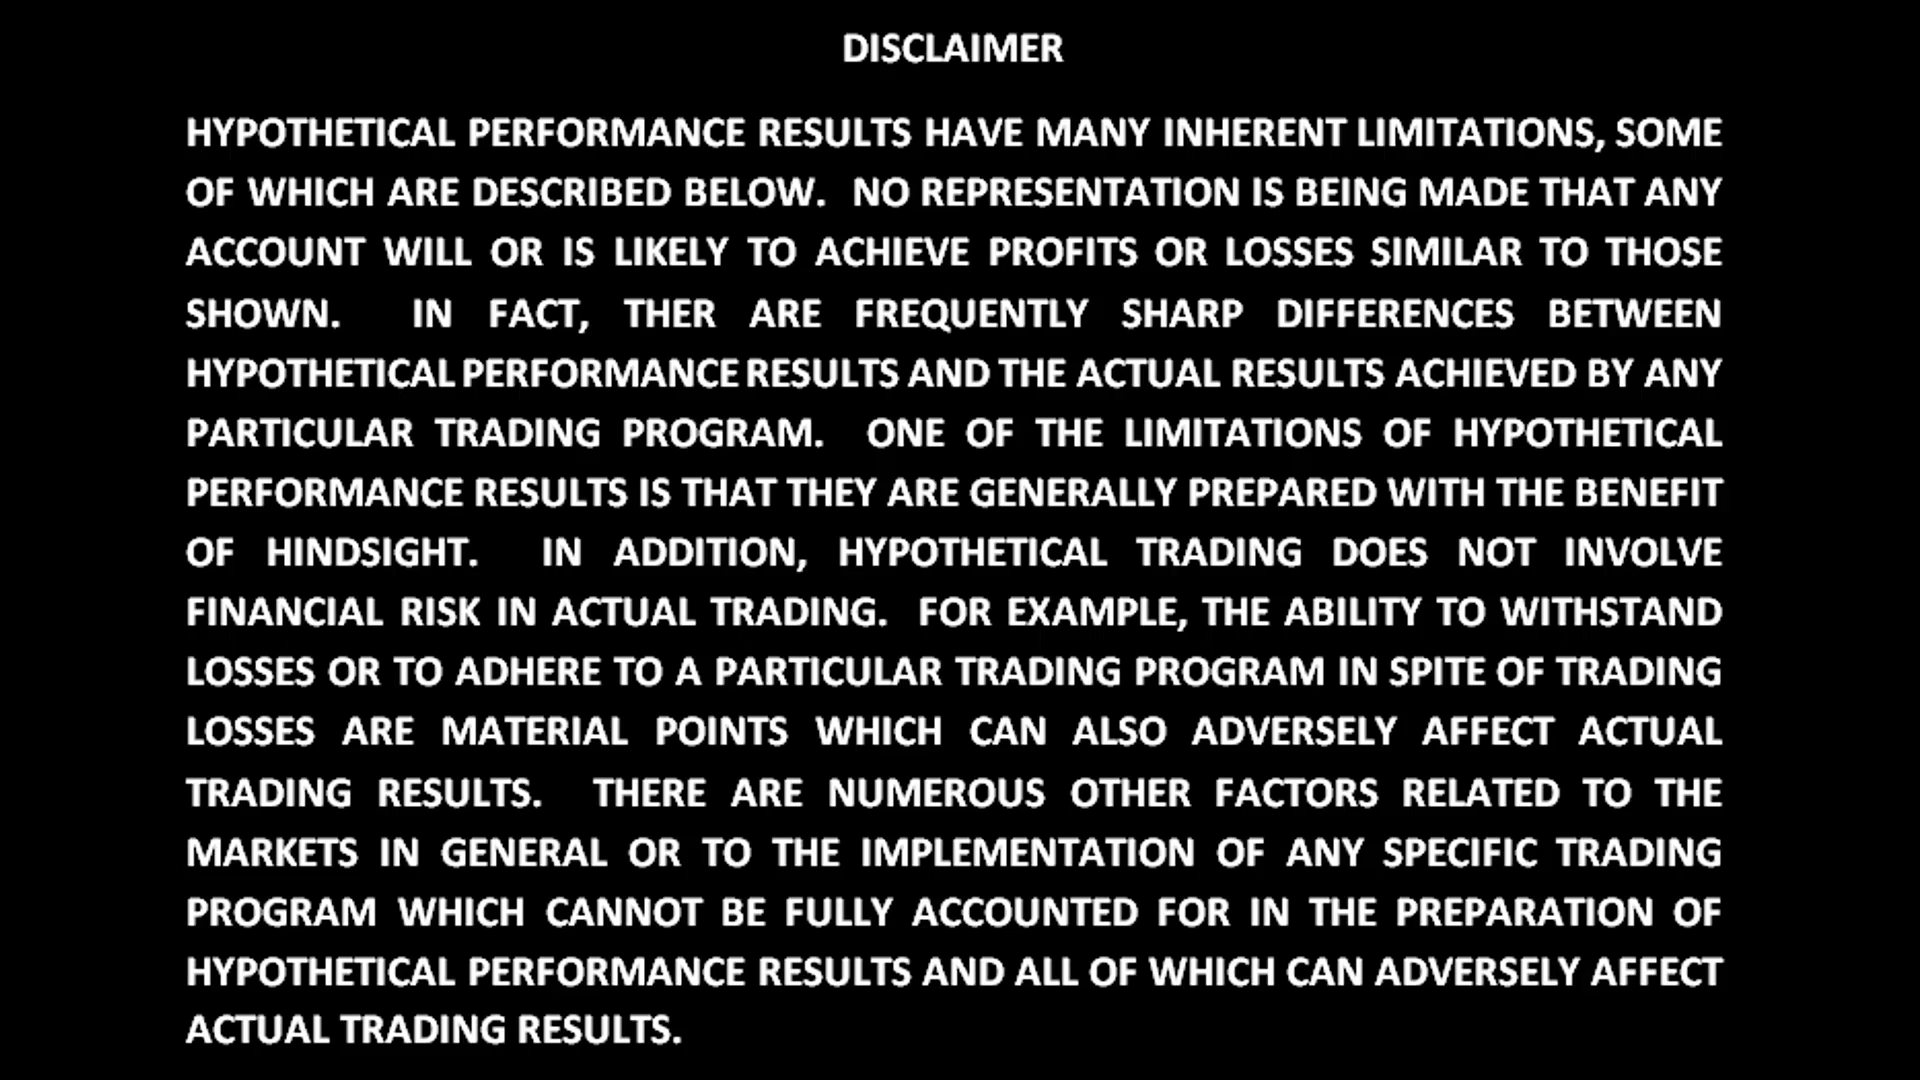 DISCLAIMER
HYPOTHETICAL PERFORMANCE RESULTS HAVE MANY INHERENT LIMITATIONS, SOME
OF WHICH ARE DESCRIBED BELOW.  NO REPRESENTATION IS BEING MADE THAT ANY
ACCOUNT WILL OR IS LIKELY TO ACHIEVE PROFITS OR LOSSES SIMILAR TO THOSE
SHOWN.  IN FACT, THER ARE FREQUENTLY SHARP DIFFERENCES BETWEEN
HYPOTHETICAL PERFORMANCE RESULTS AND THE ACTUAL RESULTS ACHIEVED BY ANY
PARTICULAR TRADING PROGRAM.  ONE OF THE LIMITATIONS OF HYPOTHETICAL
PERFORMANCE RESULTS IS THAT THEY ARE GENERALLY PREPARED WITH THE BENEFIT
OF HINDSIGHT.  IN ADDITION, HYPOTHETICAL TRADING DOES NOT INVOLVE
FINANCIAL RISK IN ACTUAL TRADING.  FOR EXAMPLE, THE ABILITY TO WITHSTAND
LOSSES OR TO ADHERE TO A PARTICULAR TRADING PROGRAM IN SPITE OF TRADING
LOSSES ARE MATERIAL POINTS WHICH CAN ALSO ADVERSELY AFFECT ACTUAL
TRADING RESULTS.  THERE ARE NUMEROUS OTHER FACTORS RELATED TO THE
MARKETS IN GENERAL OR TO THE IMPLEMENTATION OF ANY SPECIFIC TRADING
PROGRAM WHICH CANNOT BE FULLY ACCOUNTED FOR IN THE PREPARATION OF
HYPOTHETICAL PERFORMANCE RESULTS AND ALL OF WHICH CAN ADVERSELY AFFECT
ACTUAL TRADING RESULTS.